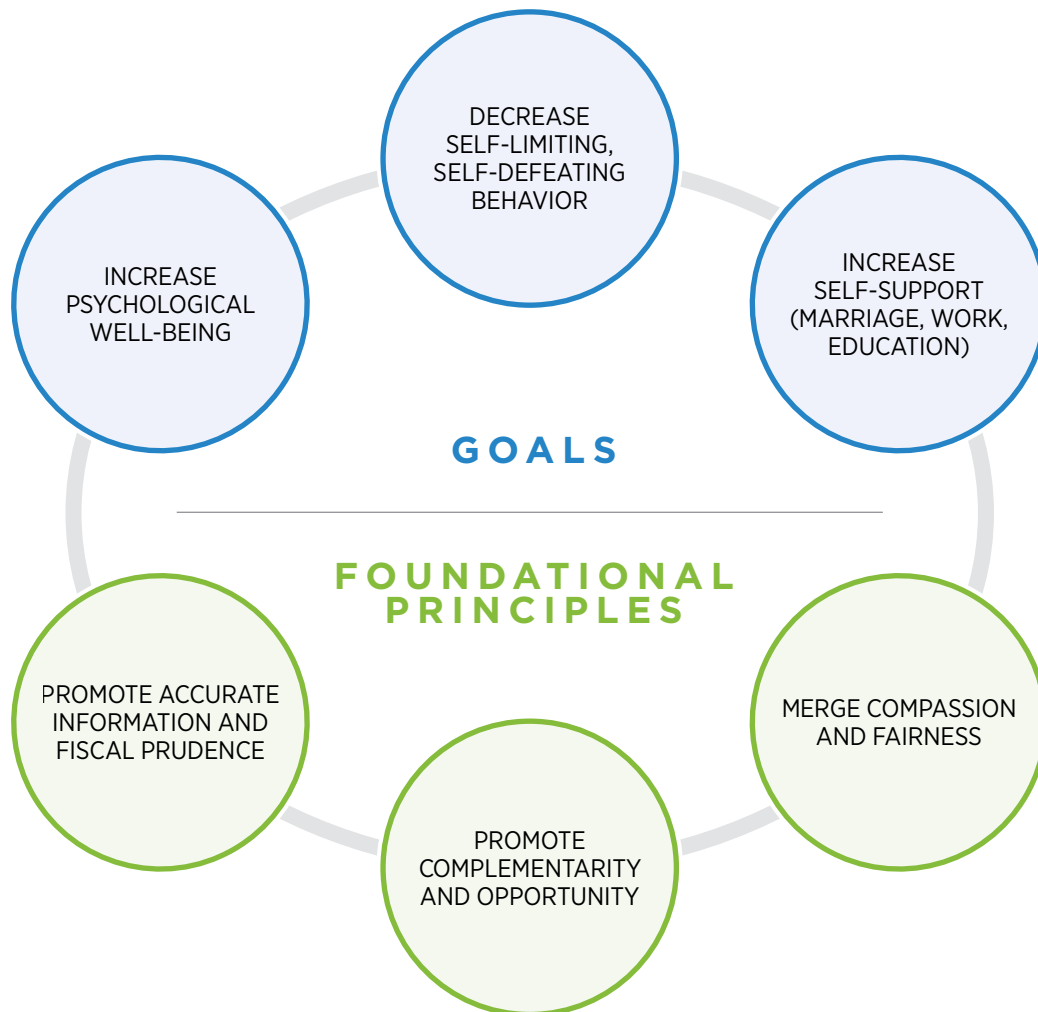 DECREASE
SELF-LIMITING,
SELF-DEFEATING
BEHAVIOR
INCREASE
PSYCHOLOGICAL
WELL-BEING
INCREASE
SELF-SUPPORT
(MARRIAGE, WORK,
EDUCATION)
GOALS
FOUNDATIONAL
PRINCIPLES
PROMOTE ACCURATE
INFORMATION AND
FISCAL PRUDENCE
MERGE COMPASSION
AND FAIRNESS
PROMOTE
COMPLEMENTARITY
AND OPPORTUNITY